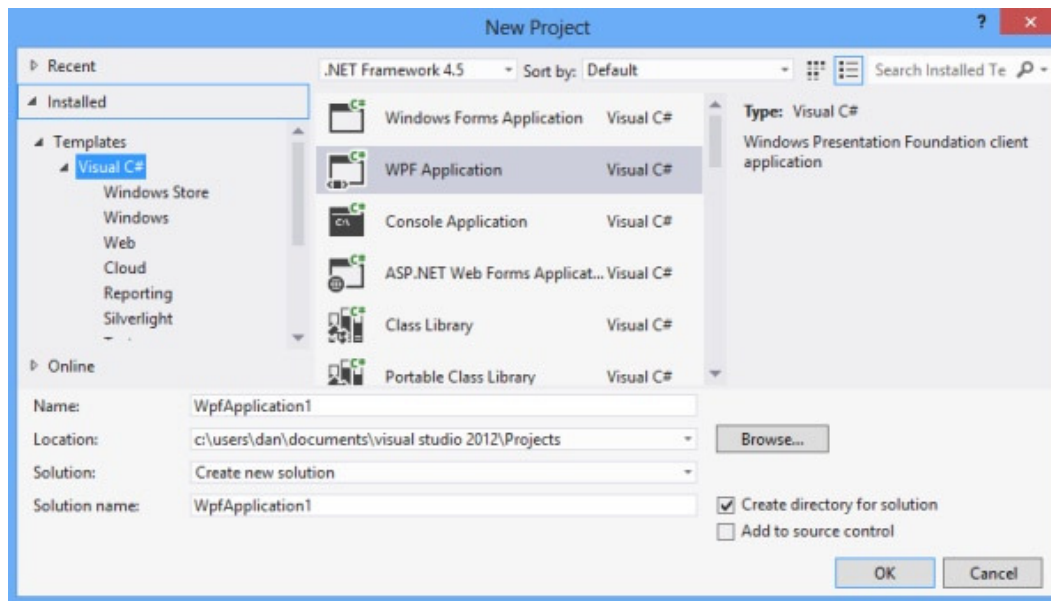 New Project
? ×
Recent
.NET Framework 4.5 Sort by: Default Search Installed Te
Installed
Templates
Visual C#
Windows Store
Windows
Web
Cloud
Reporting
Silverlight
Online
Windows Forms Application Visual C#
WPF Application Visual C#
Console Application Visual C#
ASP.NET Web Forms Applicat... Visual C#
Class Library Visual C#
Portable Class Library Visual C#
Type: Visual C#
Windows Presentation Foundation client
application
Name: WpfApplication1
Location: c:\users\dan\documents\visual studio 2012\Projects Browse...
Solution: Create new solution
Solution name: WpfApplication1
Create directory for solution
Add to source control
OK Cancel